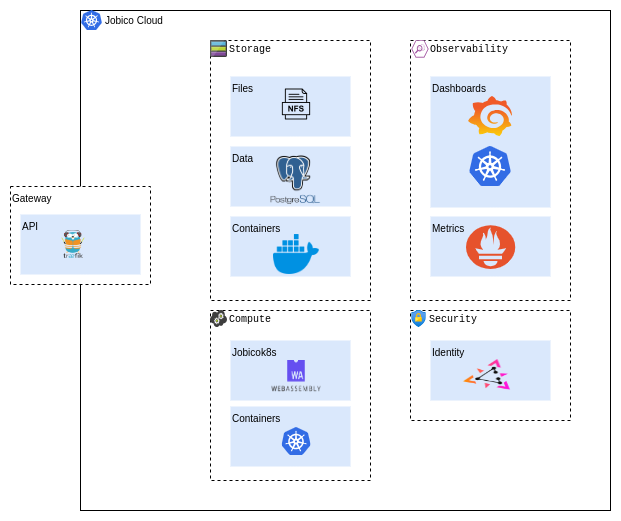 Jobico Cloud
Storage
Files
NFS
Data
PostgreSQL
Containers
Observability
Dashboards
Metrics
Gateway
API
træfik
Compute
Jobicok8s
WA
WEBASSEMBLY
Containers
Security
Identity